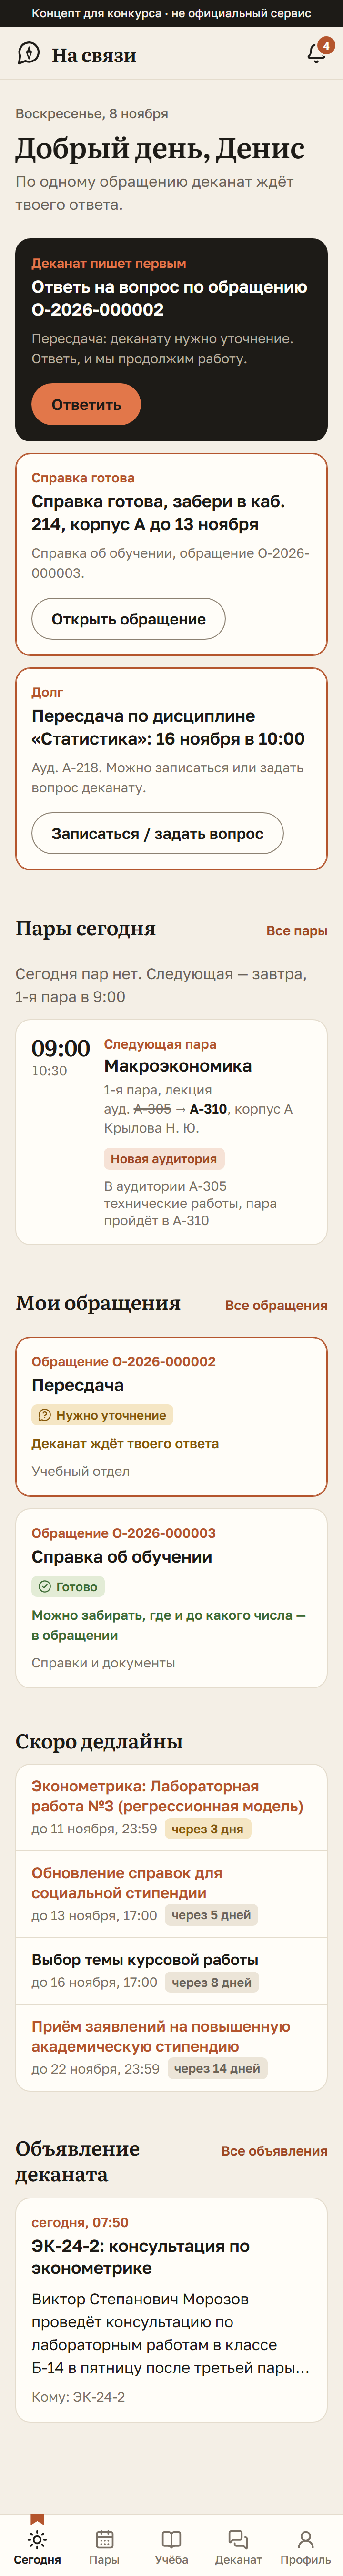 Концепт для конкурса · не официальный сервис
На связи
4
Воскресенье, 8 ноября
Добрый день, Денис
По одному обращению деканат ждёт
твоего ответа.
Деканат пишет первым
Ответь на вопрос по обращению
О-2026-000002
Пересдача: деканату нужно уточнение.
Ответь, и мы продолжим работу.
Ответить
Справка готова
Справка готова, забери в каб.
214, корпус А до 13 ноября
Справка об обучении, обращение О-2026-
000003.
Открыть обращение
Долг
Пересдача по дисциплине
«Статистика»: 16 ноября в 10:00
Ауд. А-218. Можно записаться или задать
вопрос деканату.
Записаться / задать вопрос
Пары сегодня
Все пары
Сегодня пар нет. Следующая — завтра,
1-я пара в 9:00
09:00
10:30
Следующая пара
Макроэкономика
1-я пара, лекция
ауд. А-305 → А-310, корпус А
Крылова Н. Ю.
Новая аудитория
В аудитории А-305
технические работы, пара
пройдёт в А-310
Мои обращения
Все обращения
Обращение О-2026-000002
Пересдача
Нужно уточнение
Деканат ждёт твоего ответа
Учебный отдел
Обращение О-2026-000003
Справка об обучении
Готово
Можно забирать, где и до какого числа —
в обращении
Справки и документы
Скоро дедлайны
Эконометрика: Лабораторная
работа №3 (регрессионная модель)
до 11 ноября, 23:59 через 3 дня
Обновление справок для
социальной стипендии
до 13 ноября, 17:00 через 5 дней
Выбор темы курсовой работы
до 16 ноября, 17:00 через 8 дней
Приём заявлений на повышенную
академическую стипендию
до 22 ноября, 23:59 через 14 дней
Объявление
деканата
Все объявления
сегодня, 07:50
ЭК-24-2: консультация по
эконометрике
Виктор Степанович Морозов
проведёт консультацию по
лабораторным работам в классе
Б-14 в пятницу после третьей пары...
Кому: ЭК-24-2
Сегодня
Пары
Учёба
Деканат
Профиль